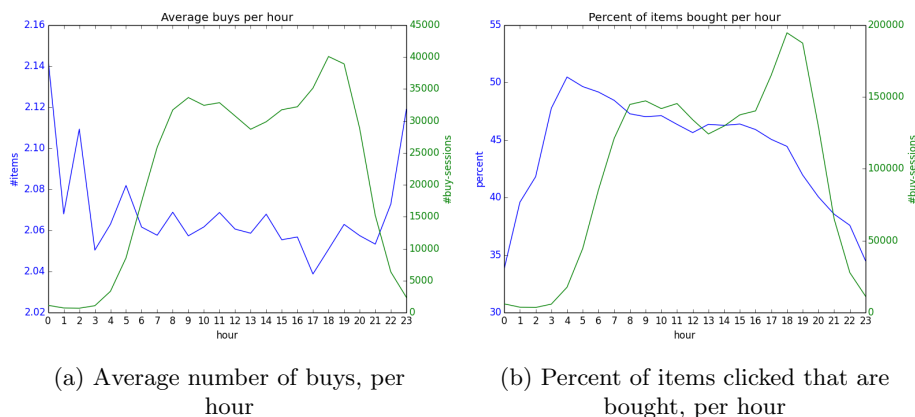 Average buys per hour
2.16
2.14
2.12
2.10
2.08
2.06
2.04
2.02
#items
45000
40000
35000
30000
25000
20000
15000
10000
5000
0
#buy-sessions
0 1 2 3 4 5 6 7 8 9 10 11 12 13 14 15 16 17 18 19 20 21 22 23
hour
(a) Average number of buys, per
hour
Percent of items bought per hour
55
50
45
40
35
30
percent
200000
150000
100000
50000
0
#buy-sessions
0 1 2 3 4 5 6 7 8 9 10 11 12 13 14 15 16 17 18 19 20 21 22 23
hour
(b) Percent of items clicked that are
bought, per hour